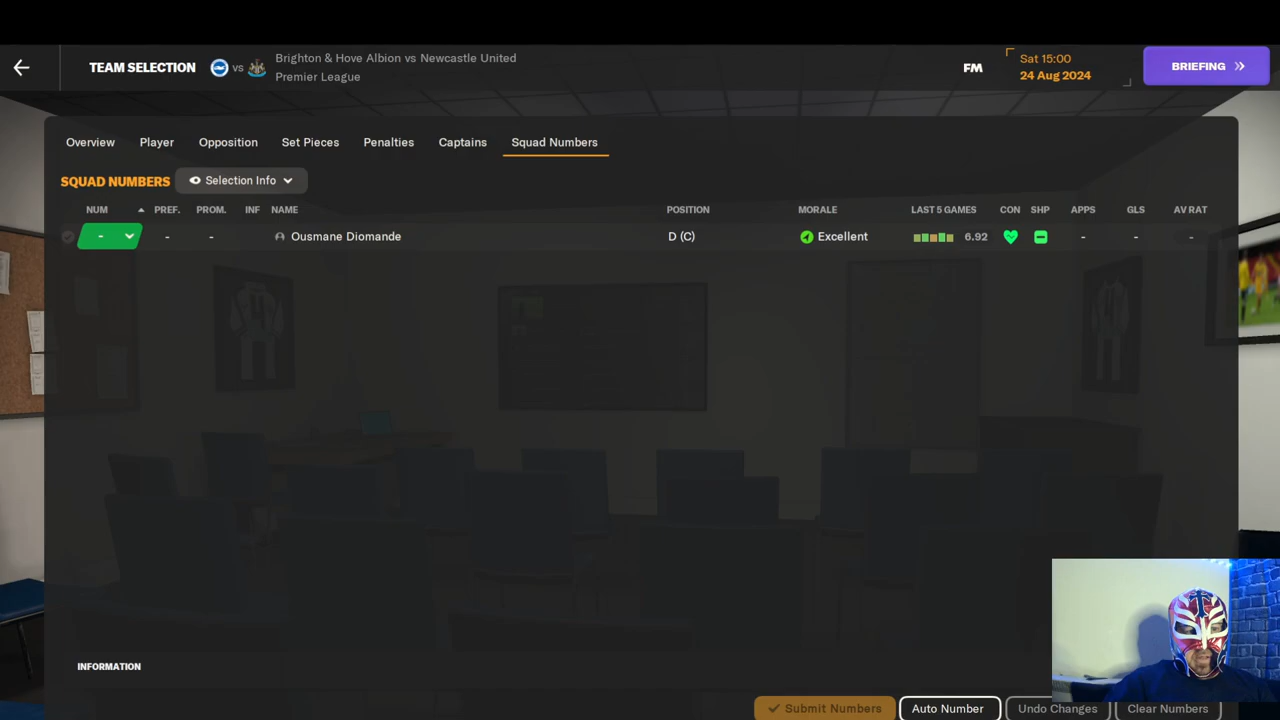 TEAM SELECTION
vs
Brighton & Hove Albion vs Newcastle United
Premier League
FM
Sat 15:00
24 Aug 2024
BRIEFING
Overview
Player
Opposition
Set Pieces
Penalties
Captains
Squad Numbers
SQUAD NUMBERS
Selection Info
NUM PREF. PROM. INF NAME POSITION MORALE LAST 5 GAMES CON SHP APPS GLS AV RAT
- - - Ousmane Diomande D (C) Excellent 6.92 - - -
INFORMATION
Submit Numbers
Auto Number
Undo Changes
Clear Numbers